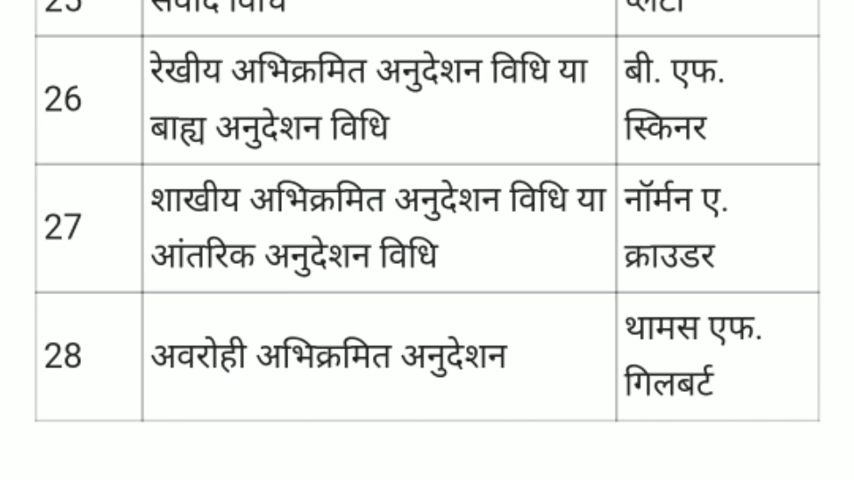 25 संवाद विधि प्लेटो
26 रेखीय अभिक्रमित अनुदेशन विधि या बी. एफ.
बाह्य अनुदेशन विधि स्किनर
27 शाखीय अभिक्रमित अनुदेशन विधि या नॉर्मन ए.
आंतरिक अनुदेशन विधि क्राउडर
28 अवरोही अभिक्रमित अनुदेशन थामस एफ.
गिलबर्ट